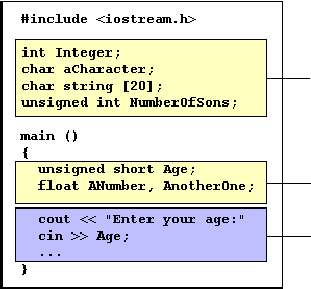 #include <iostream.h>
int Integer;
char aCharacter;
char string [20];
unsigned int NumberOfSons;
main ()
{
unsigned short Age;
float ANumber, AnotherOne;
cout << "Enter your age:"
cin >> Age;
...
}